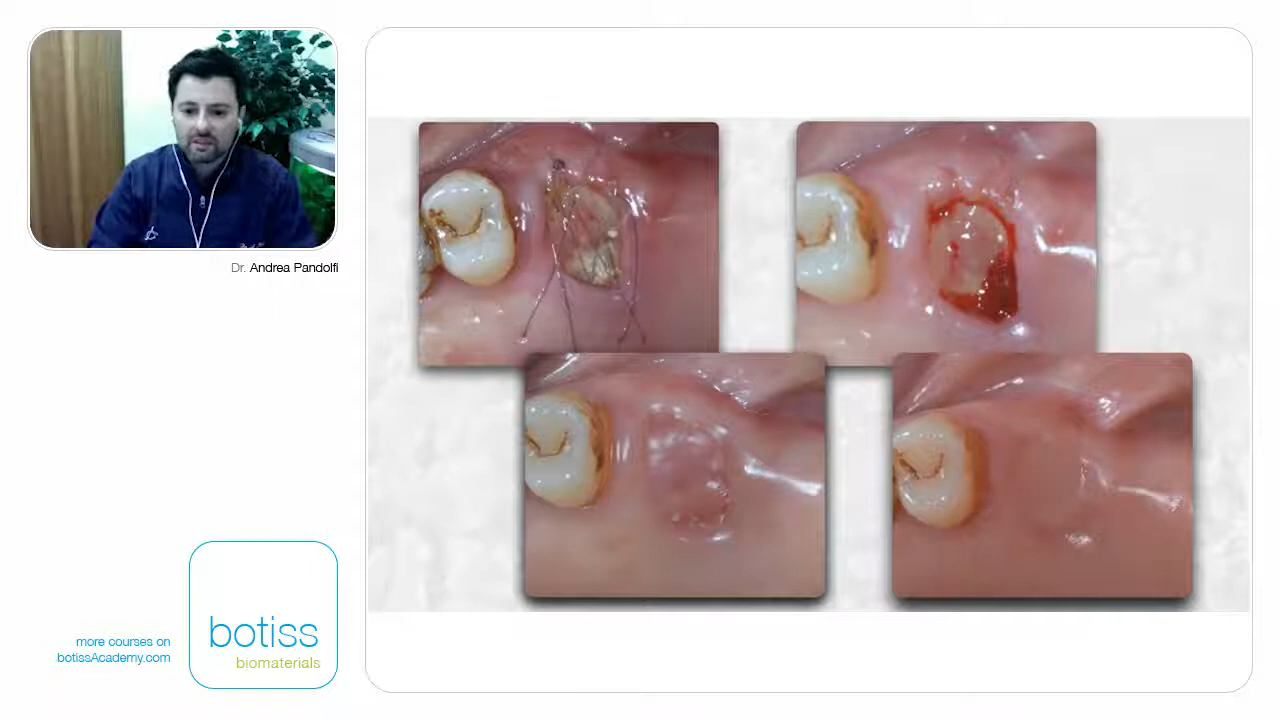 Dr. Andrea Pandolfi
more courses on
botissAcademy.com
botiss
biomaterials